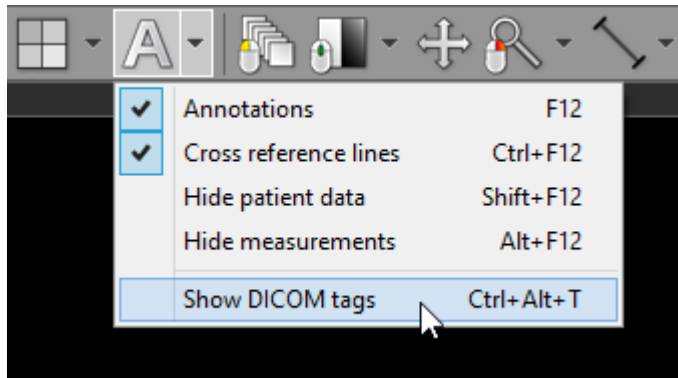 A
Annotations F12
Cross reference lines Ctrl+F12
Hide patient data Shift+F12
Hide measurements Alt+F12
Show DICOM tags Ctrl+Alt+T